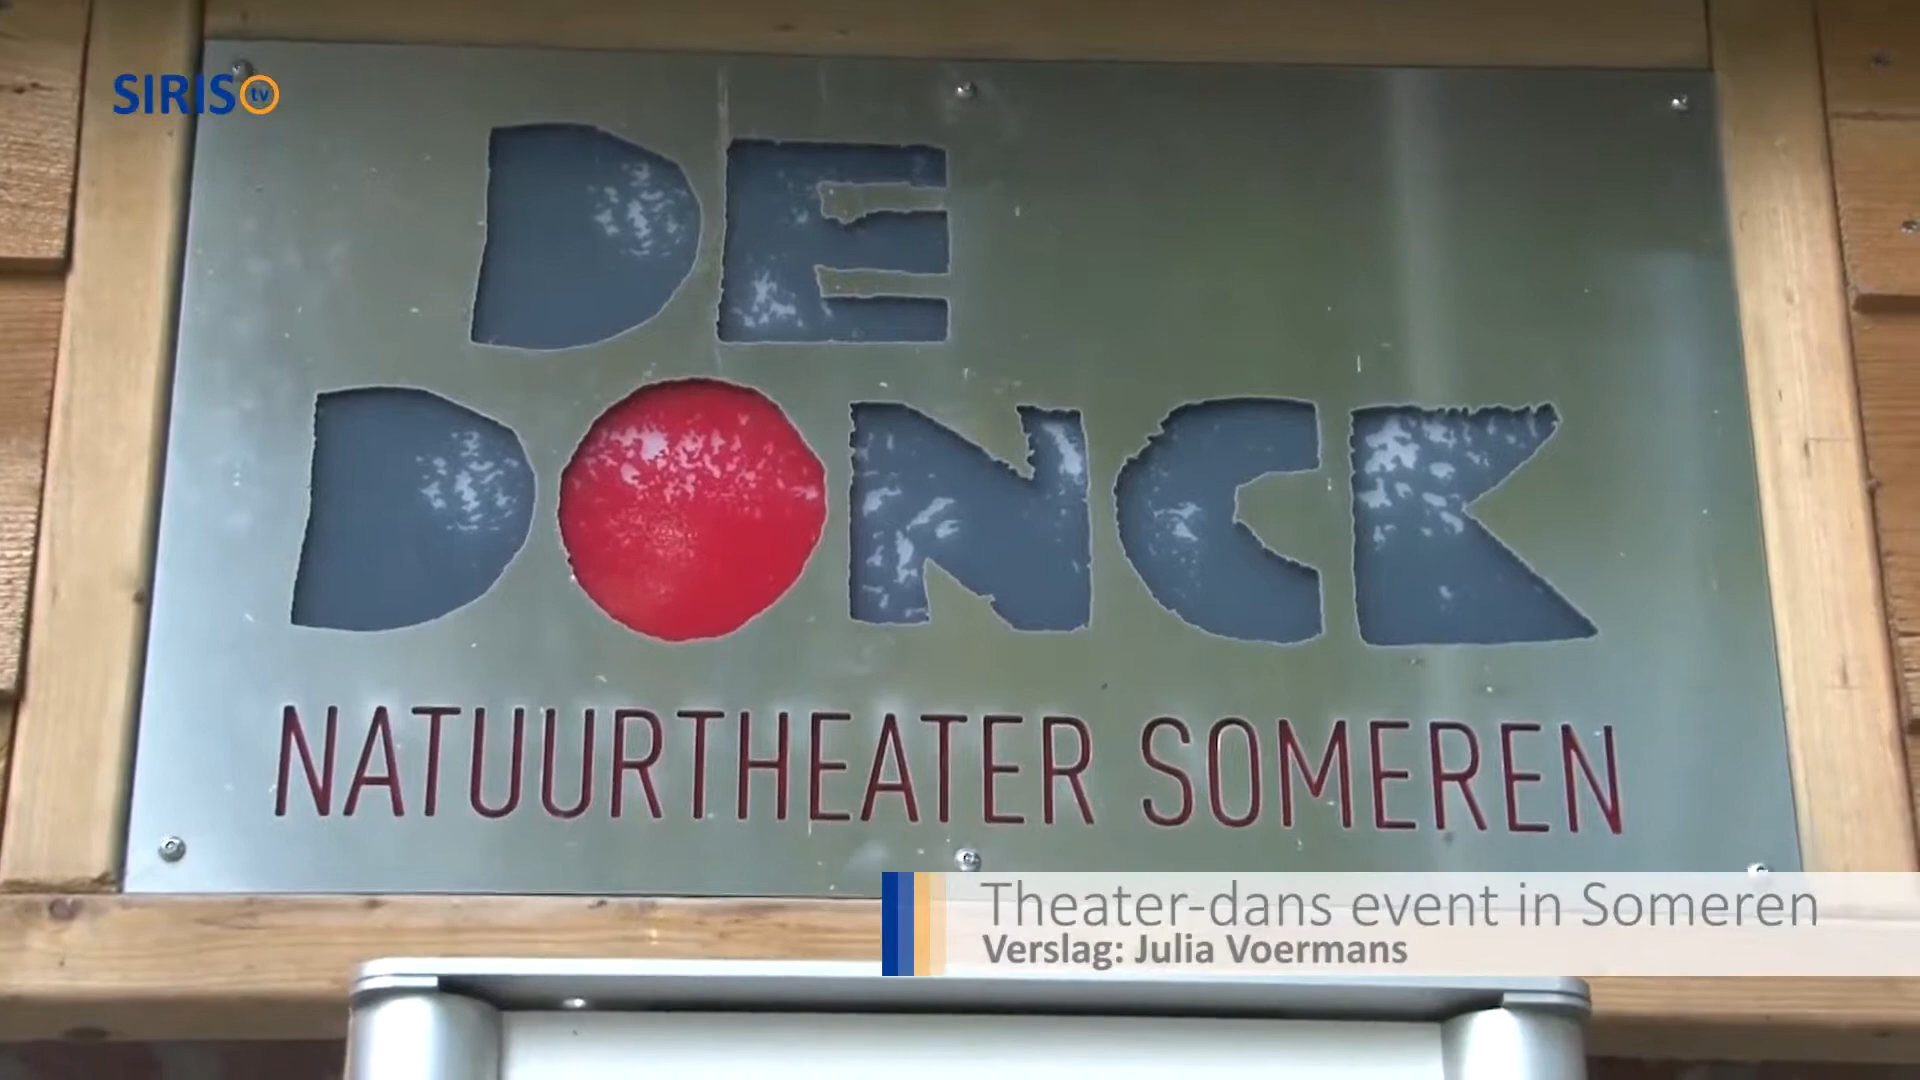 SIRIS tv
DE
DONCK
NATUURTHEATER SOMEREN
Theater-dans event in Someren
Verslag: Julia Voermans